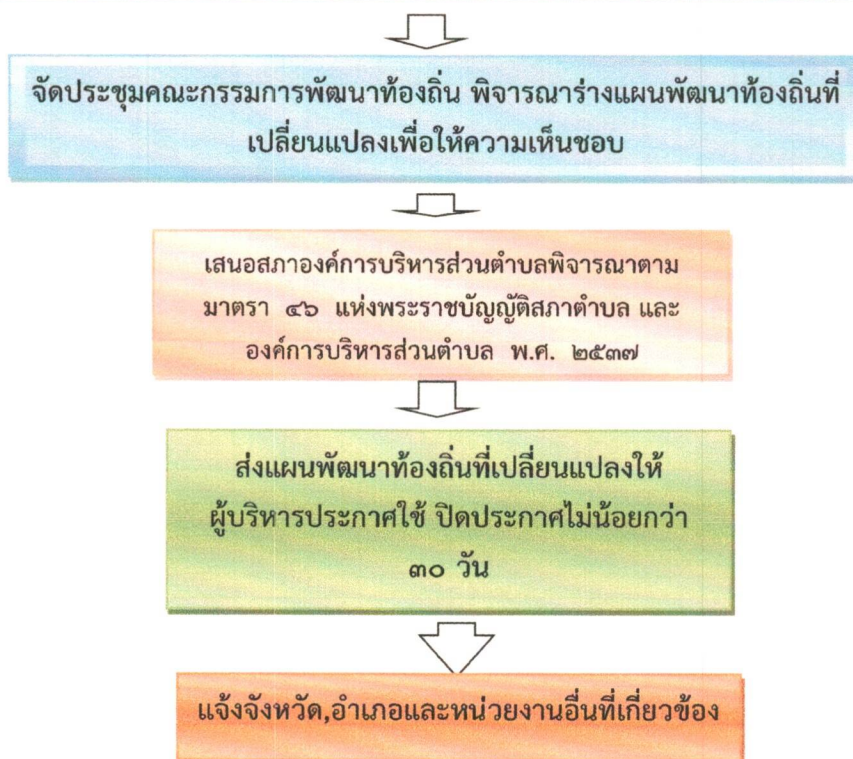 จัดประชุมคณะกรรมการพัฒนาท้องถิ่น พิจารณาร่างแผนพัฒนาท้องถิ่นที่
เปลี่ยนแปลงเพื่อให้ความเห็นชอบ
เสนอสภาองค์การบริหารส่วนตำบลพิจารณาตาม
มาตรา ๔๖ แห่งพระราชบัญญัติสภาตำบล และ
องค์การบริหารส่วนตำบล พ.ศ. ๒๕๓๗
ส่งแผนพัฒนาท้องถิ่นที่เปลี่ยนแปลงให้
ผู้บริหารประกาศใช้ ปิดประกาศไม่น้อยกว่า
๓๐ วัน
แจ้งจังหวัด,อำเภอและหน่วยงานอื่นที่เกี่ยวข้อง